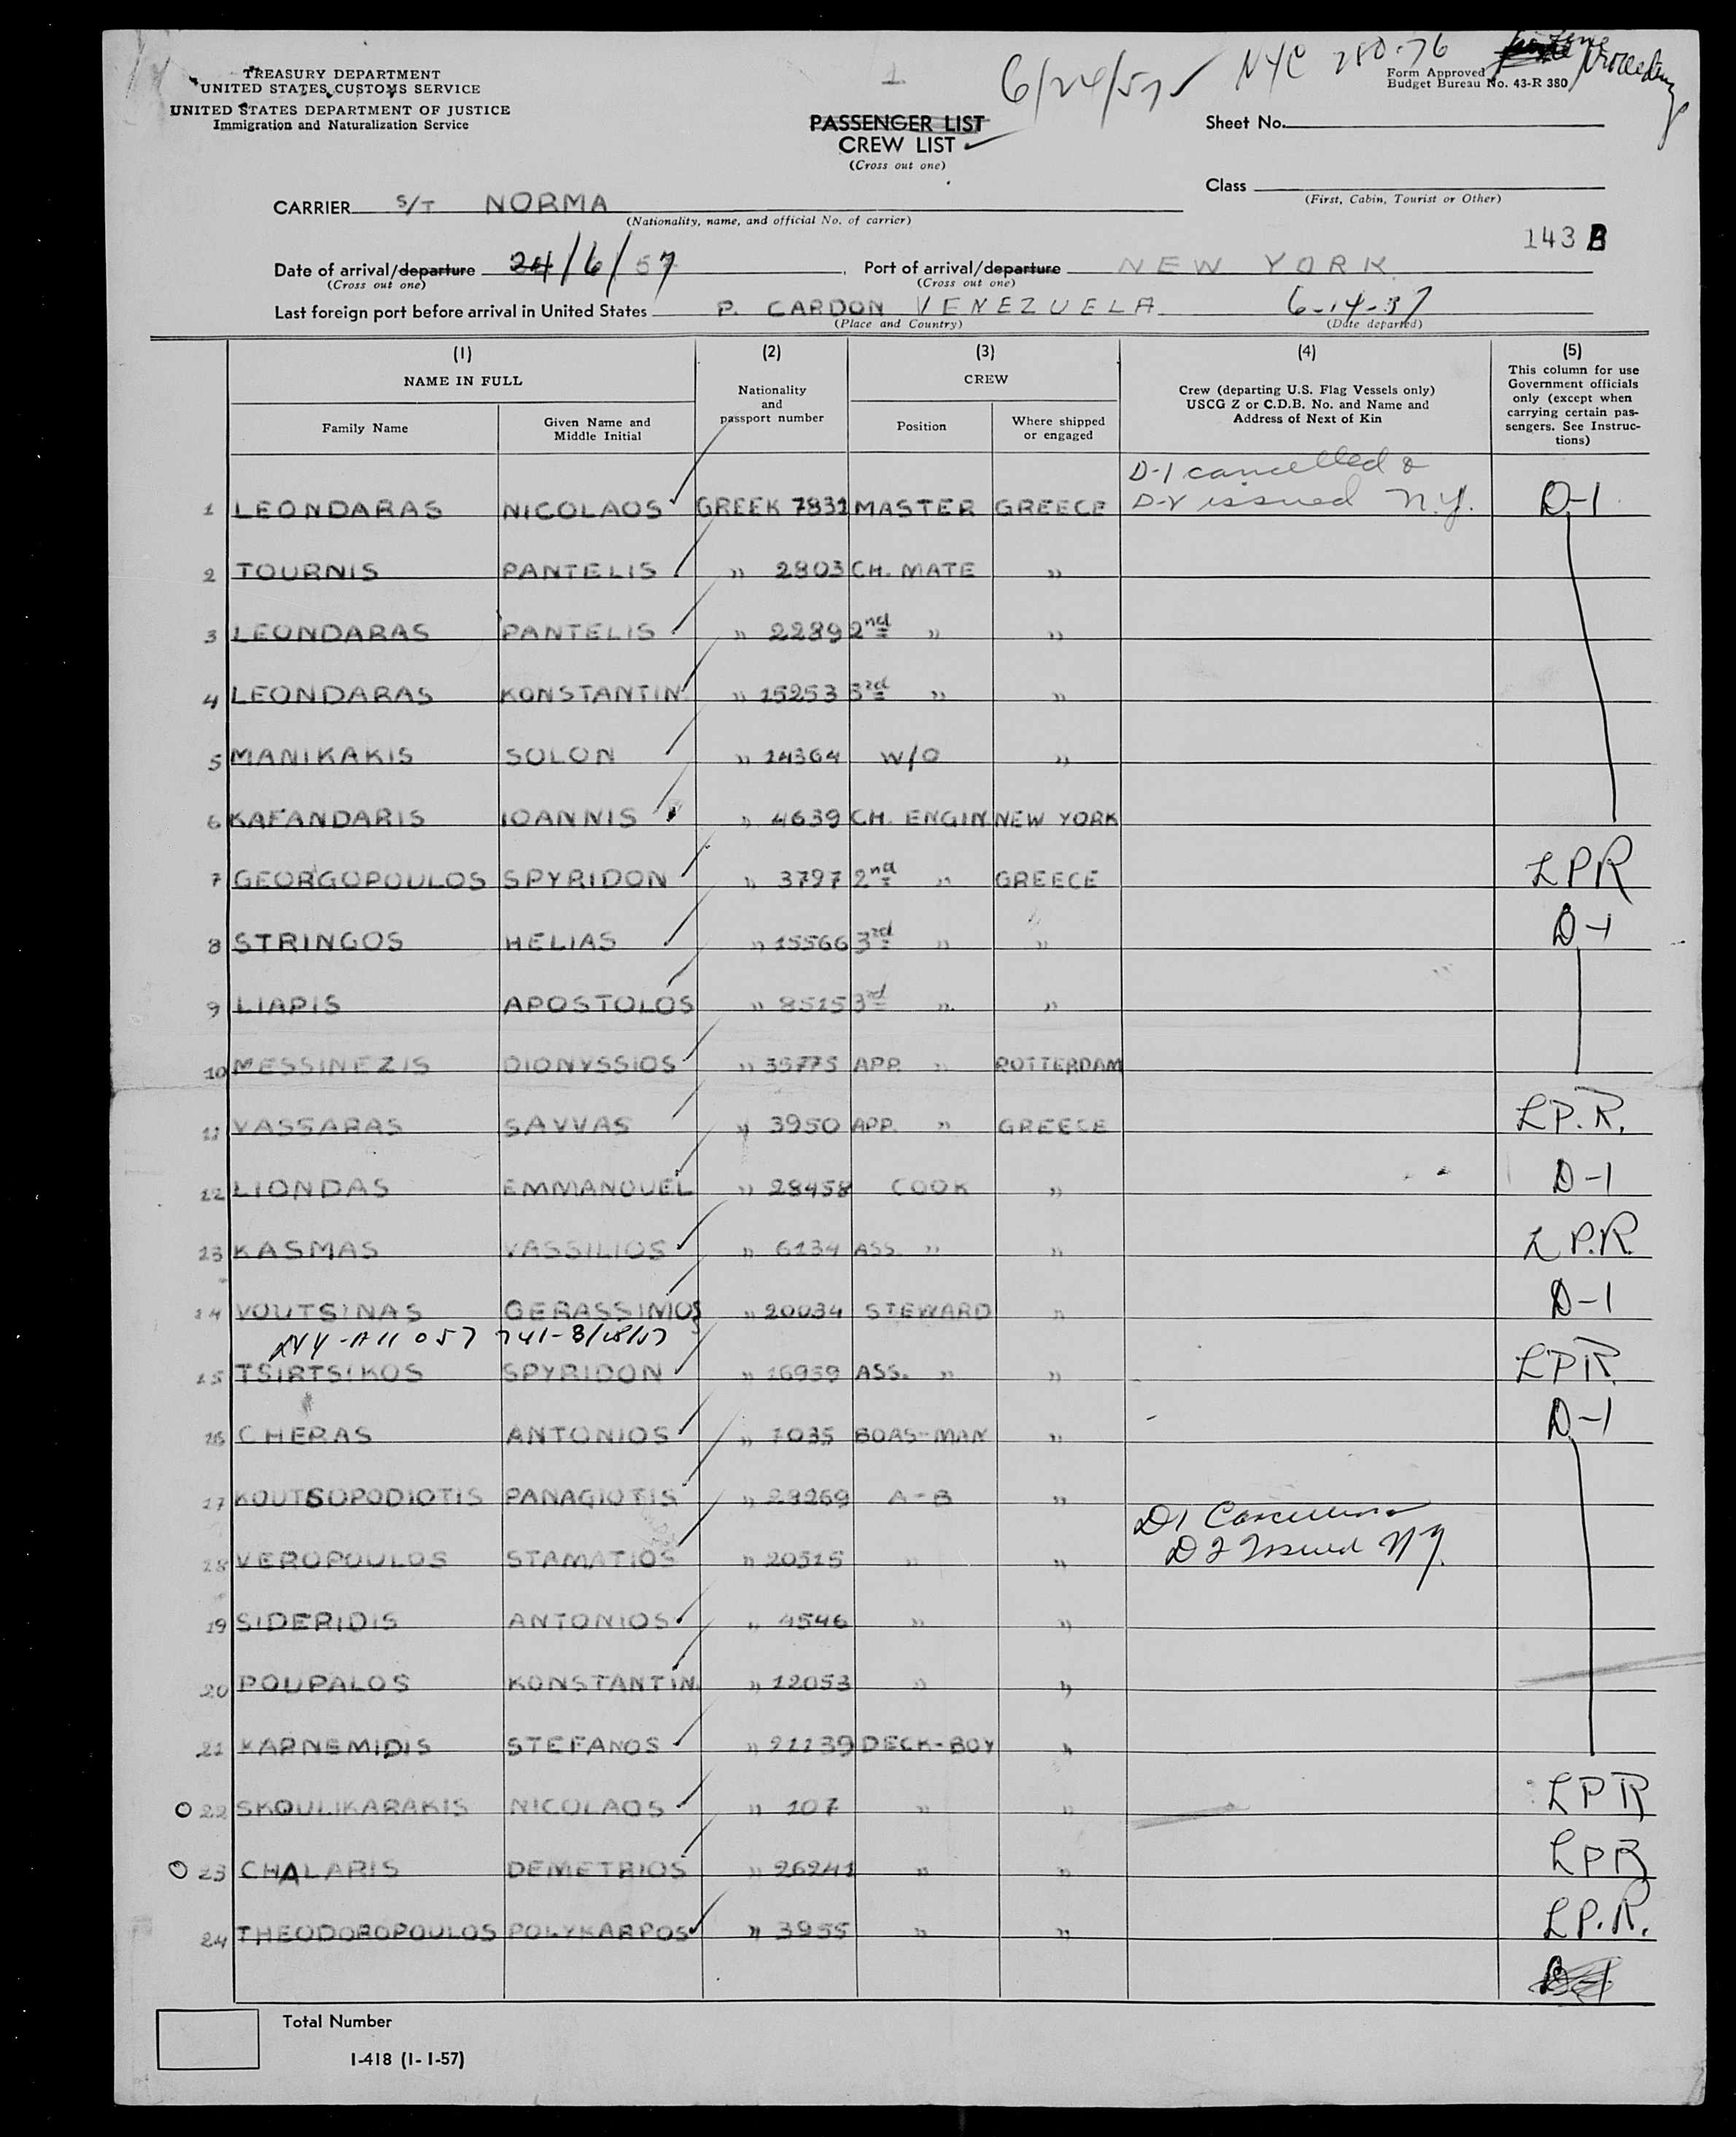 TREASURY DEPARTMENT
UNITED STATES CUSTOMS SERVICE
UNITED STATES DEPARTMENT OF JUSTICE
Immigration and Naturalization Service
1
6/24/57 NYC 280.76
Form Approved
Budget Bureau No. 43-R 380
PASSENGER LIST
CREW LIST
(Cross out one)
Sheet No.
Class
(First, Cabin, Tourist or Other)
CARRIER S/T NORMA
(Nationality, name, and official No. of carrier)
143 B
Date of arrival/departure 24/6/57 Port of arrival/departure NEW YORK
(Cross out one) (Cross out one)
Last foreign port before arrival in United States P. CARDON VENEZUELA 6-14-57
(Place and Country) (Date departed)
(1) (2) (3) (4) (5)
NAME IN FULL Nationality and passport number CREW Crew (departing U.S. Flag Vessels only) USCG Z or C.D.B. No. and Name and Address of Next of Kin This column for use Government officials only (except when carrying certain passengers. See Instructions)
Family Name Given Name and Middle Initial Position Where shipped or engaged
D-1 cancelled &
1 LEONDARAS NICOLAOS GREEK 7831 MASTER GREECE D-2 issued N.Y. D-1
2 TOURNIS PANTELIS " 2803 CH. MATE "
3 LEONDARAS PANTELIS " 2289 2nd " "
4 LEONDARAS KONSTANTIN " 15253 3rd " "
5 MANIKAKIS SOLON " 14364 W/O "
6 KAFANDARIS IOANNIS " 4639 CH. ENGIN NEW YORK
7 GEORGOPOULOS SPYRIDON " 3797 2nd " GREECE LPR
8 STRINGOS HELIAS " 15566 3rd " " D-1
9 LIAPIS APOSTOLOS " 8515 3rd " "
10 MESSINEZIS DIONYSSIOS " 35775 APP. " ROTTERDAM
11 VASSARAS SAVVAS " 3950 APP. " GREECE L.P.R.
12 LIONDAS EMMANOUEL " 28458 COOK " D-1
13 KASMAS VASSILIOS " 6134 ASS. " " L P.R.
14 VOUTSINAS GERASSIMOS " 20034 STEWARD " D-1
15 TSIRTSIKOS SPYRIDON " 16959 ASS. " " LPR
16 CHERAS ANTONIOS " 1035 BOAS-MAN " D-1
17 KOUTSOPODIOTIS PANAGIOTIS " 28269 A-B "
D1
18 VEROPOULOS STAMATIOS " 20515 " " D2 Issued NY.
19 SIDERIDIS ANTONIOS " 4546 " "
20 POUPALOS KONSTANTIN " 12053 " "
21 KARNEMIDIS STEFANOS " 21139 DECK-BOY "
22 SKOULIKARAKIS NICOLAOS " 107 " " LPR
23 CHALARIS DEMETRIOS " 26241 " " LPR
24 THEODOROPOULOS POLYKARPOS " 3955 " " L.P.R.
D-1
Total Number
I-418 (1-1-57)